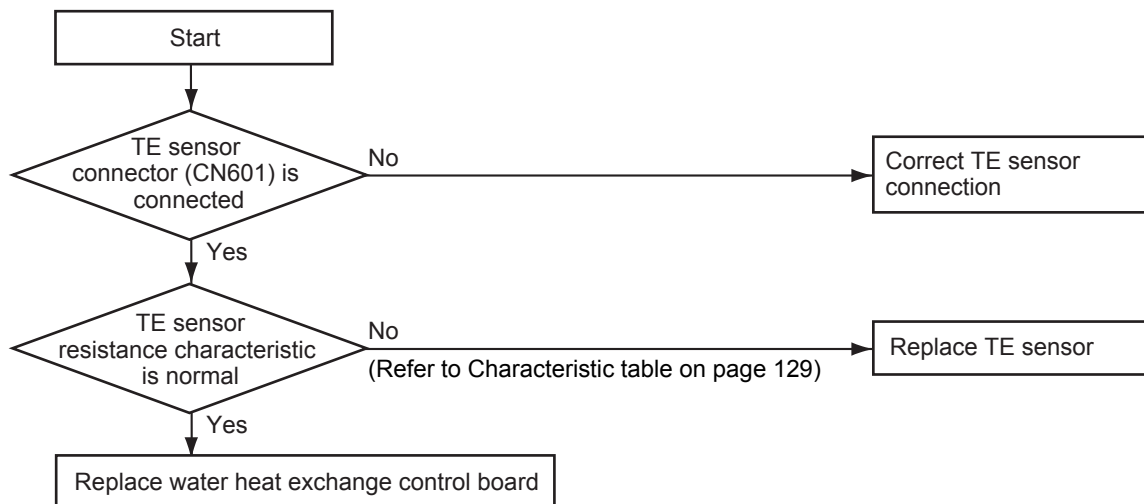 Start
TE sensor
connector (CN601) is
connected
No
Correct TE sensor
connection
Yes
TE sensor
resistance characteristic
is normal
No
(Refer to Characteristic table on page 129)
Replace TE sensor
Yes
Replace water heat exchange control board